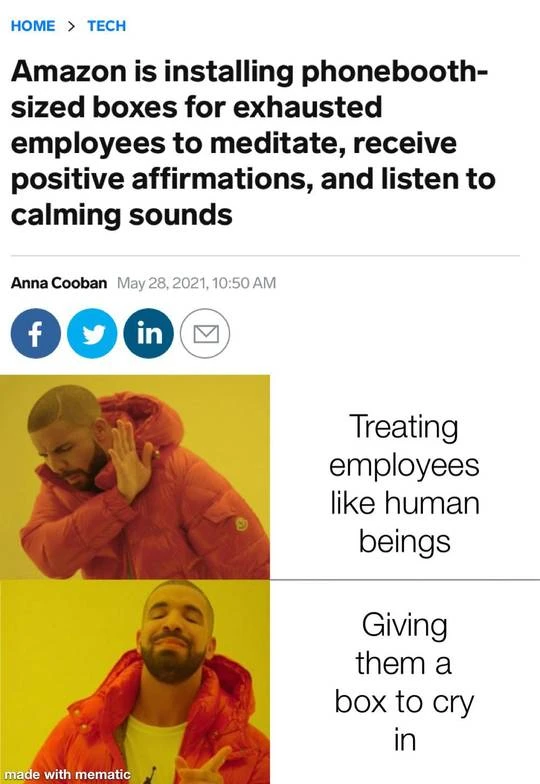 HOME > TECH
Amazon is installing phonebooth-
sized boxes for exhausted
employees to meditate, receive
positive affirmations, and listen to
calming sounds
Anna Cooban May 28, 2021, 10:50 AM
f in
Treating
employees
like human
beings
Giving
them a
box to cry
in
made with mematic